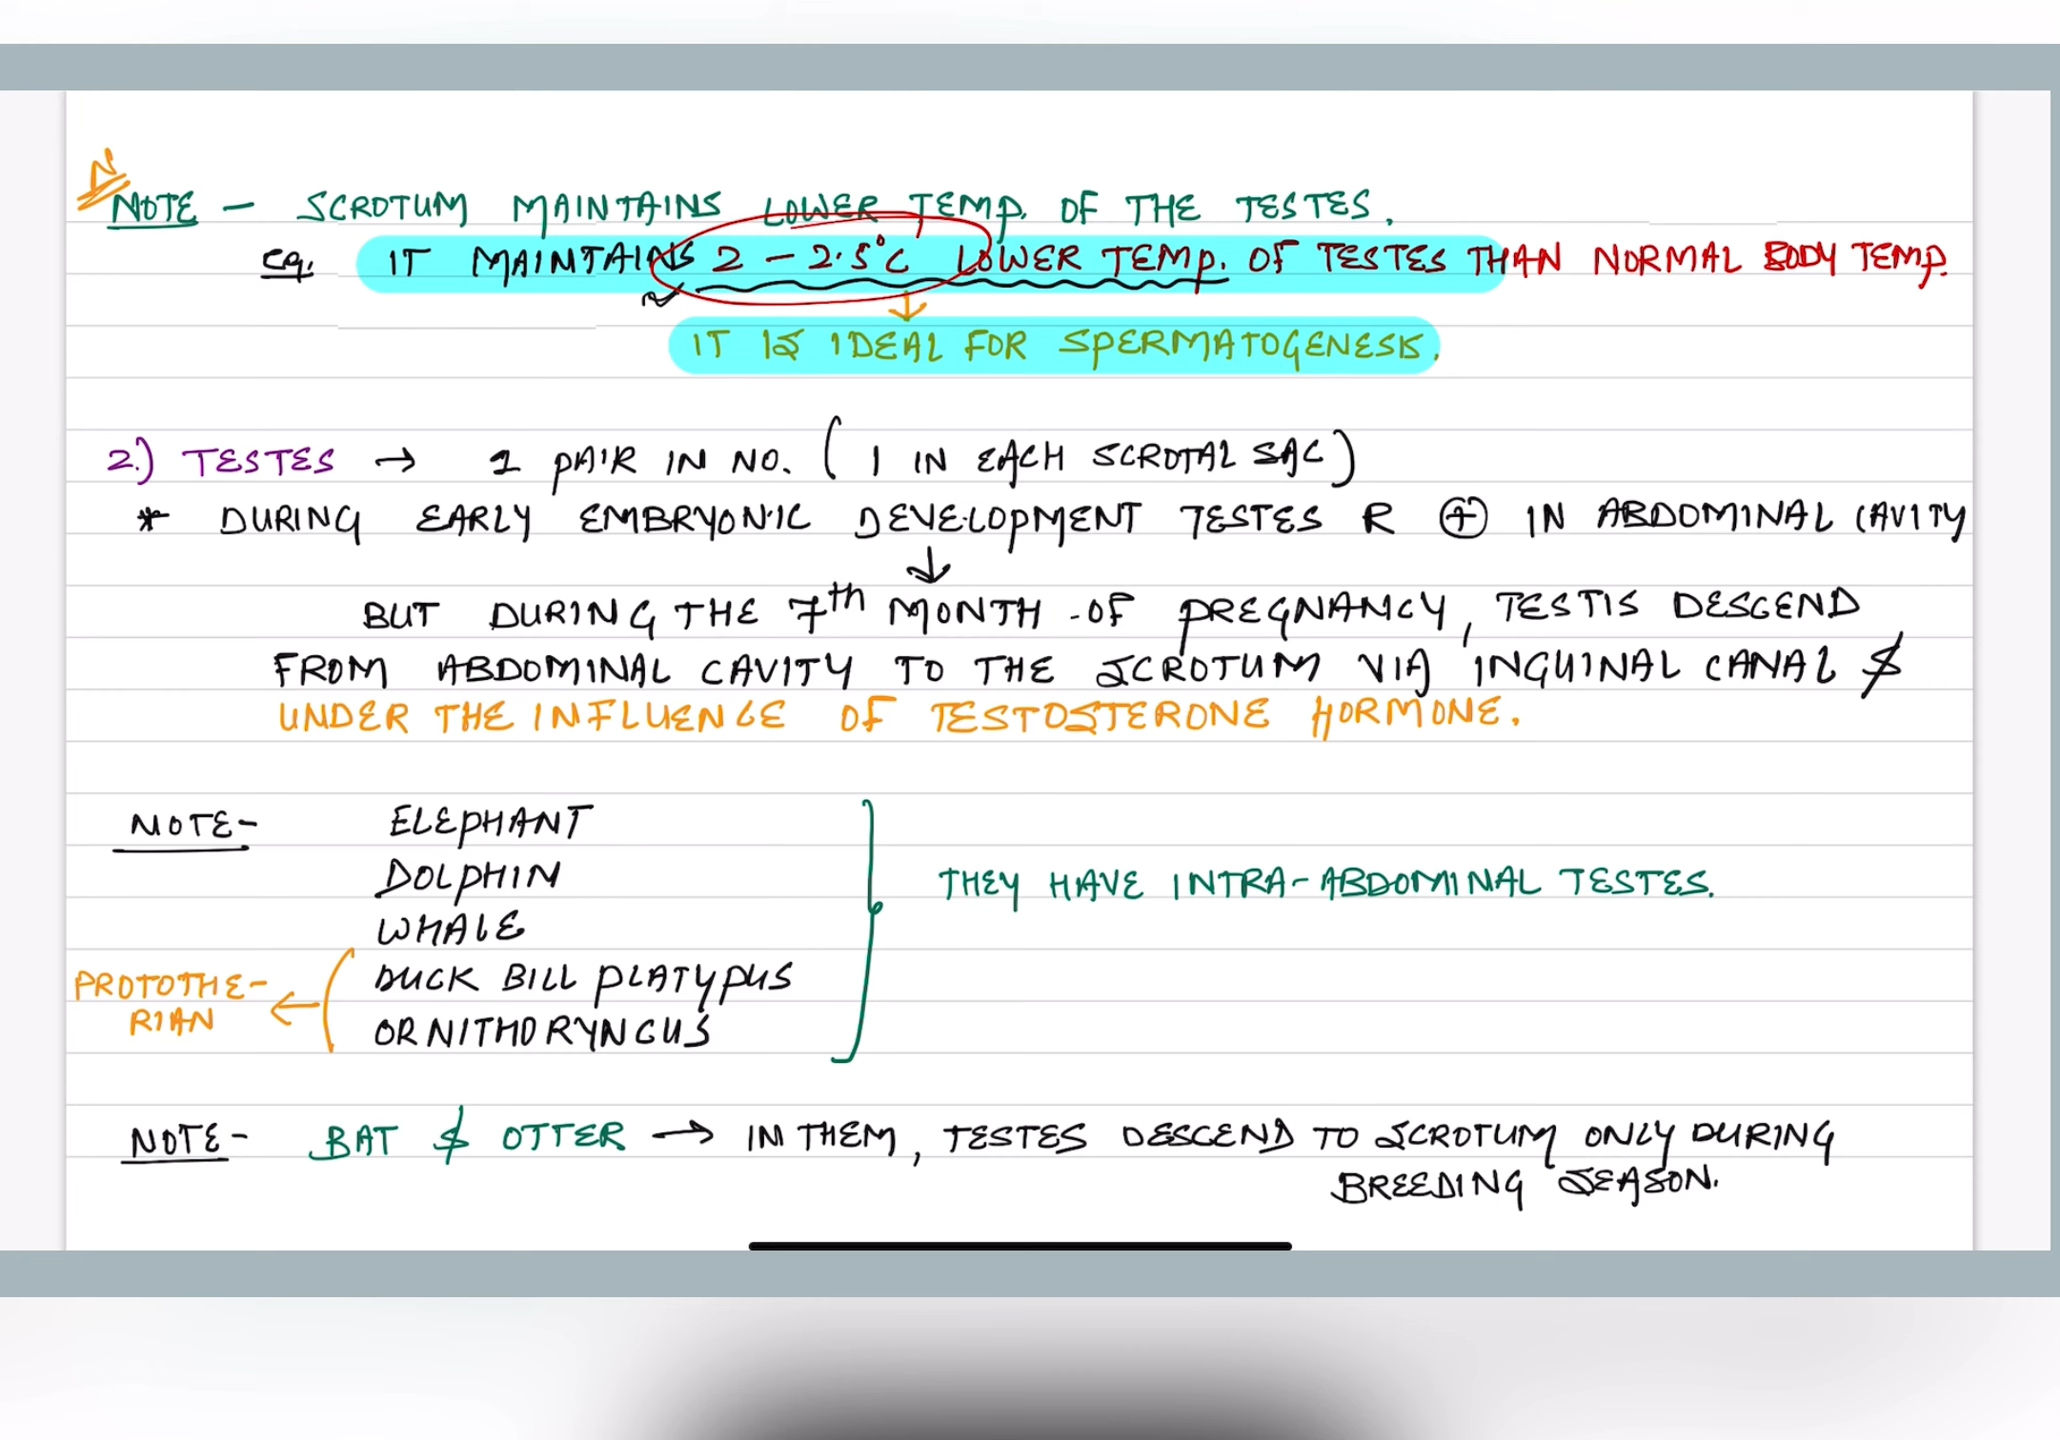 N
NOTE - SCROTUM MAINTAINS LOWER TEMP. OF THE TESTES.
eg. IT MAINTAINS 2 - 2.5°C LOWER TEMP. OF TESTES THAN NORMAL BODY TEMP.
↓
IT IS IDEAL FOR SPERMATOGENESIS.
2.) TESTES → 1 PAIR IN NO. ( 1 IN EACH SCROTAL SAC )
* DURING EARLY EMBRYONIC DEVELOPMENT TESTES R ⊕ IN ABDOMINAL CAVITY
↓
BUT DURING THE 7th MONTH OF PREGNANCY, TESTIS DESCEND
FROM ABDOMINAL CAVITY TO THE SCROTUM VIA INGUINAL CANAL &
UNDER THE INFLUENCE OF TESTOSTERONE HORMONE.
NOTE- ELEPHANT
DOLPHIN
THEY HAVE INTRA-ABDOMINAL TESTES.
WHALE
DUCK BILL PLATYPUS
PROTOTHE-
RIAN ←
ORNITHORYNCUS
NOTE- BAT & OTTER → IN THEM, TESTES DESCEND TO SCROTUM ONLY DURING
BREEDING SEASON.